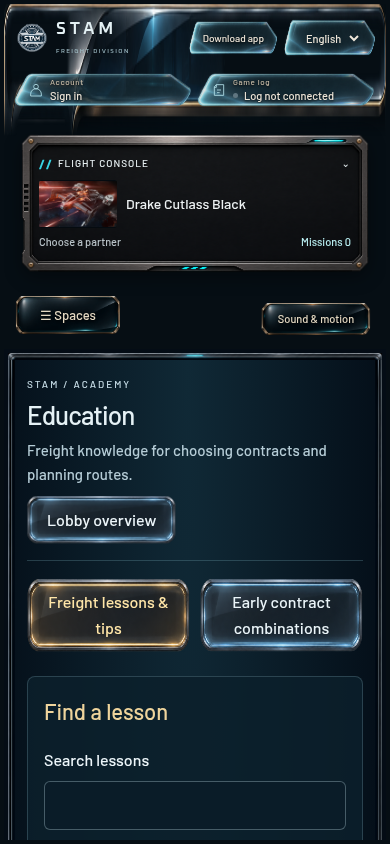 STAM
STAM
FREIGHT DIVISION
Download app
English
Account
Sign in
Game log
Log not connected
// FLIGHT CONSOLE
Drake Cutlass Black
Choose a partner
Missions 0
☰ Spaces
Sound & motion
STAM / ACADEMY
Education
Freight knowledge for choosing contracts and
planning routes.
Lobby overview
Freight lessons &
tips
Early contract
combinations
Find a lesson
Search lessons